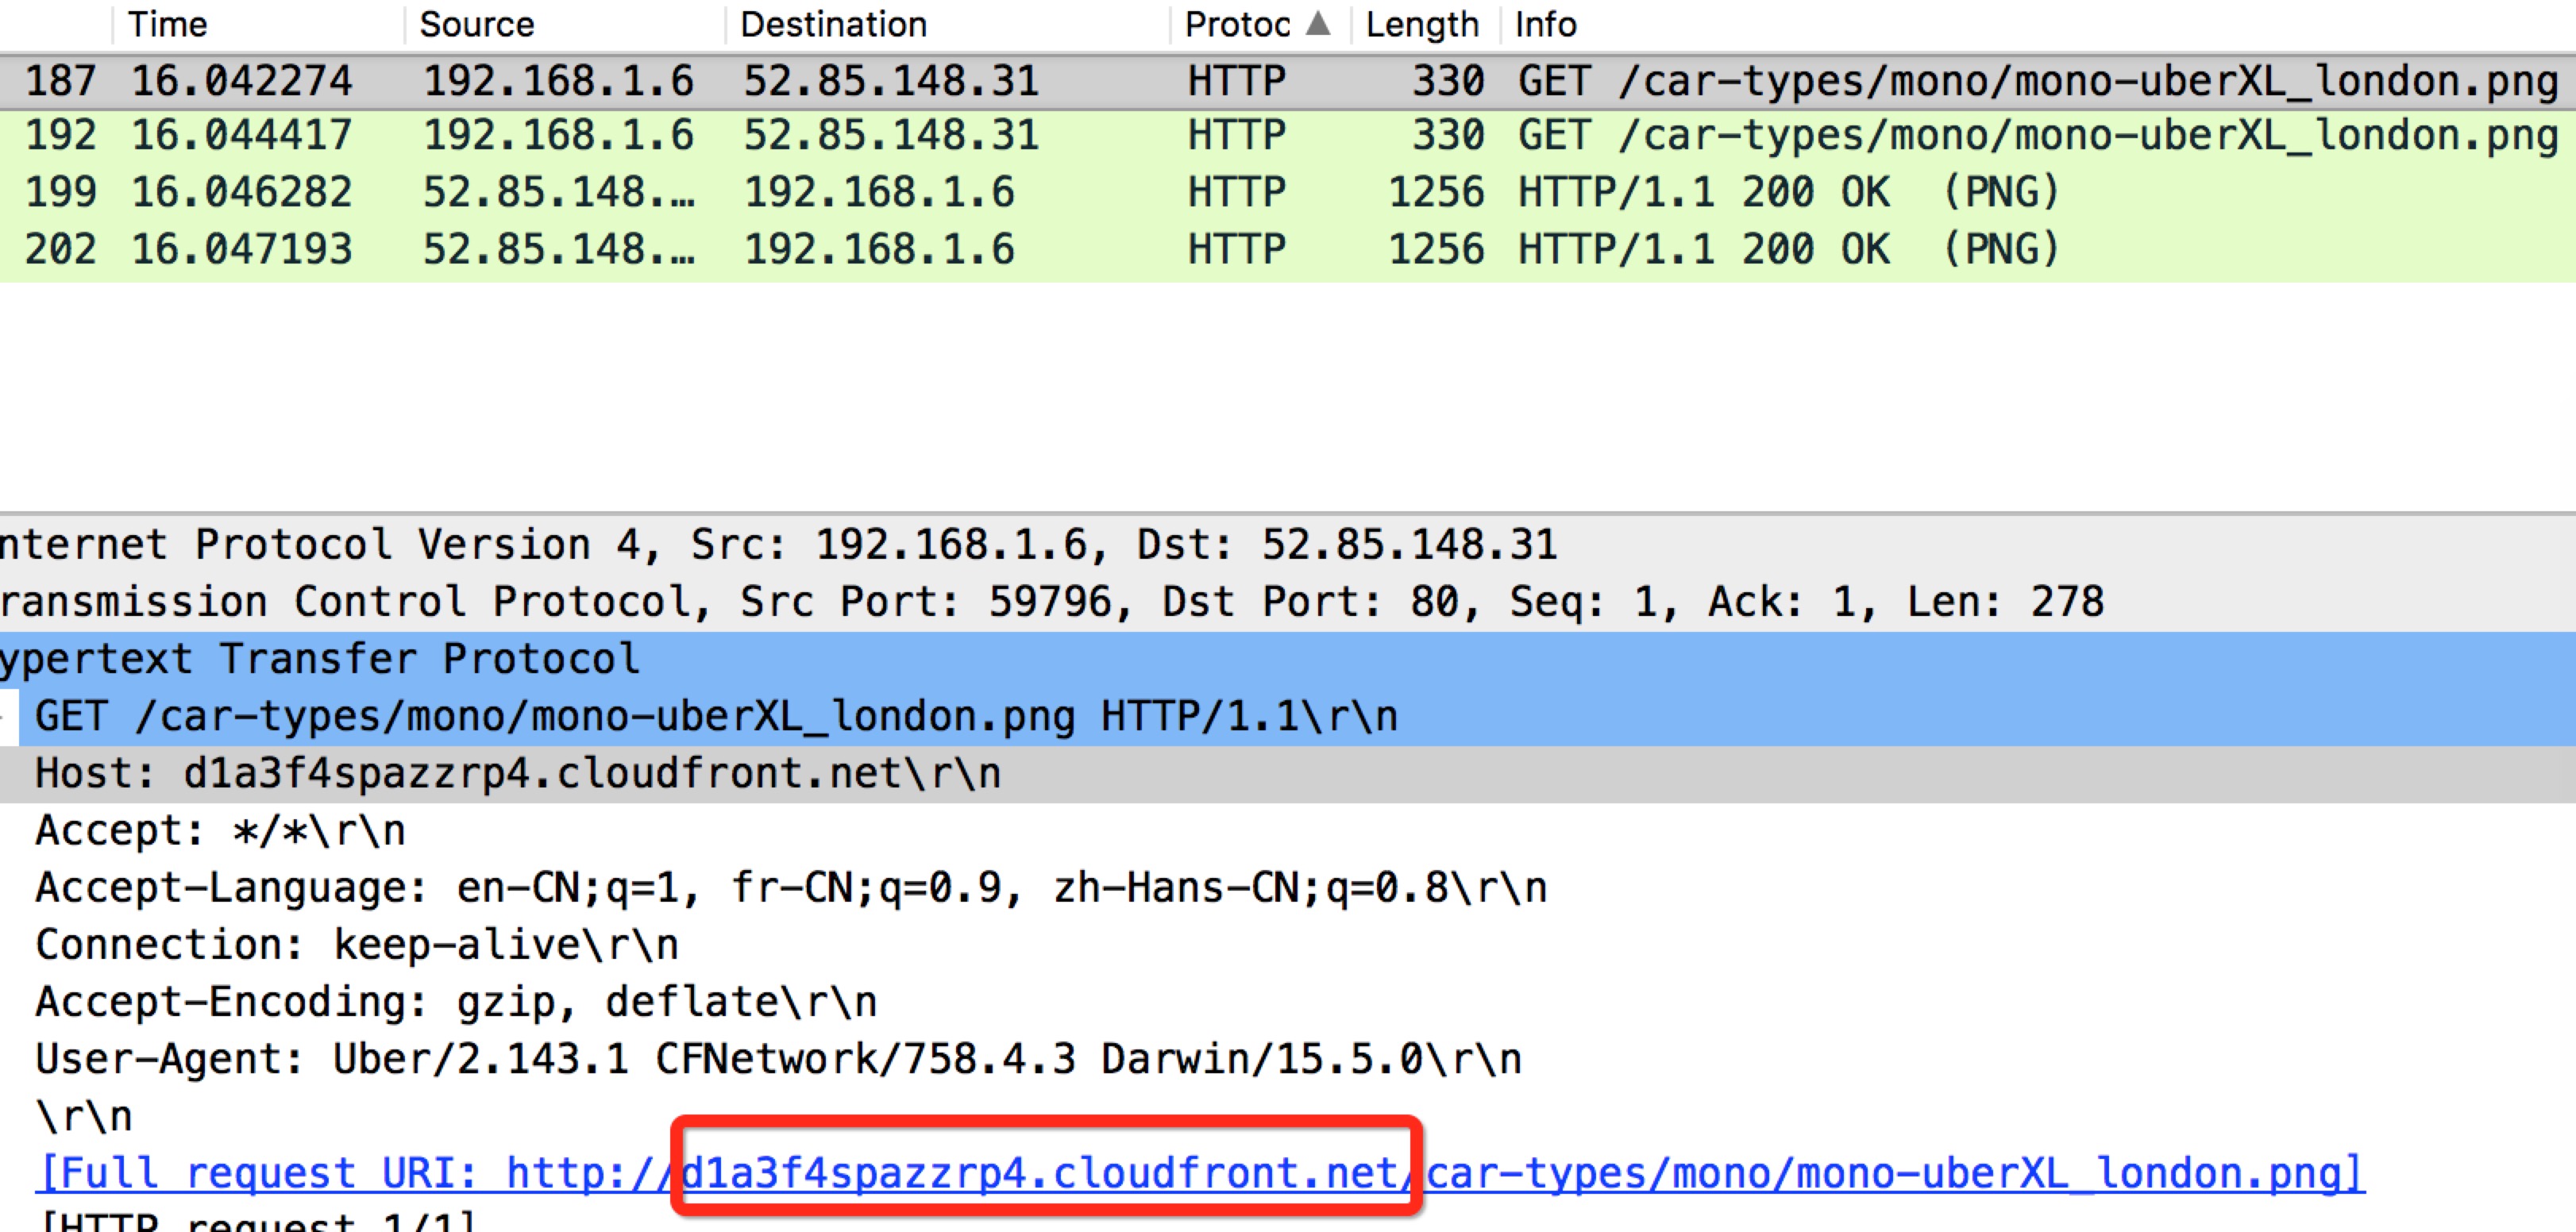 Time Source Destination Protoc Length Info
187 16.042274 192.168.1.6 52.85.148.31 HTTP 330 GET /car-types/mono/mono-uberXL_london.png
192 16.044417 192.168.1.6 52.85.148.31 HTTP 330 GET /car-types/mono/mono-uberXL_london.png
199 16.046282 52.85.148.… 192.168.1.6 HTTP 1256 HTTP/1.1 200 OK (PNG)
202 16.047193 52.85.148.… 192.168.1.6 HTTP 1256 HTTP/1.1 200 OK (PNG)
nternet Protocol Version 4, Src: 192.168.1.6, Dst: 52.85.148.31
ransmission Control Protocol, Src Port: 59796, Dst Port: 80, Seq: 1, Ack: 1, Len: 278
ypertext Transfer Protocol
GET /car-types/mono/mono-uberXL_london.png HTTP/1.1\r\n
Host: d1a3f4spazzrp4.cloudfront.net\r\n
Accept: */*\r\n
Accept-Language: en-CN;q=1, fr-CN;q=0.9, zh-Hans-CN;q=0.8\r\n
Connection: keep-alive\r\n
Accept-Encoding: gzip, deflate\r\n
User-Agent: Uber/2.143.1 CFNetwork/758.4.3 Darwin/15.5.0\r\n
\r\n
[Full request URI: http://d1a3f4spazzrp4.cloudfront.net/car-types/mono/mono-uberXL_london.png]
[HTTP request 1/1]